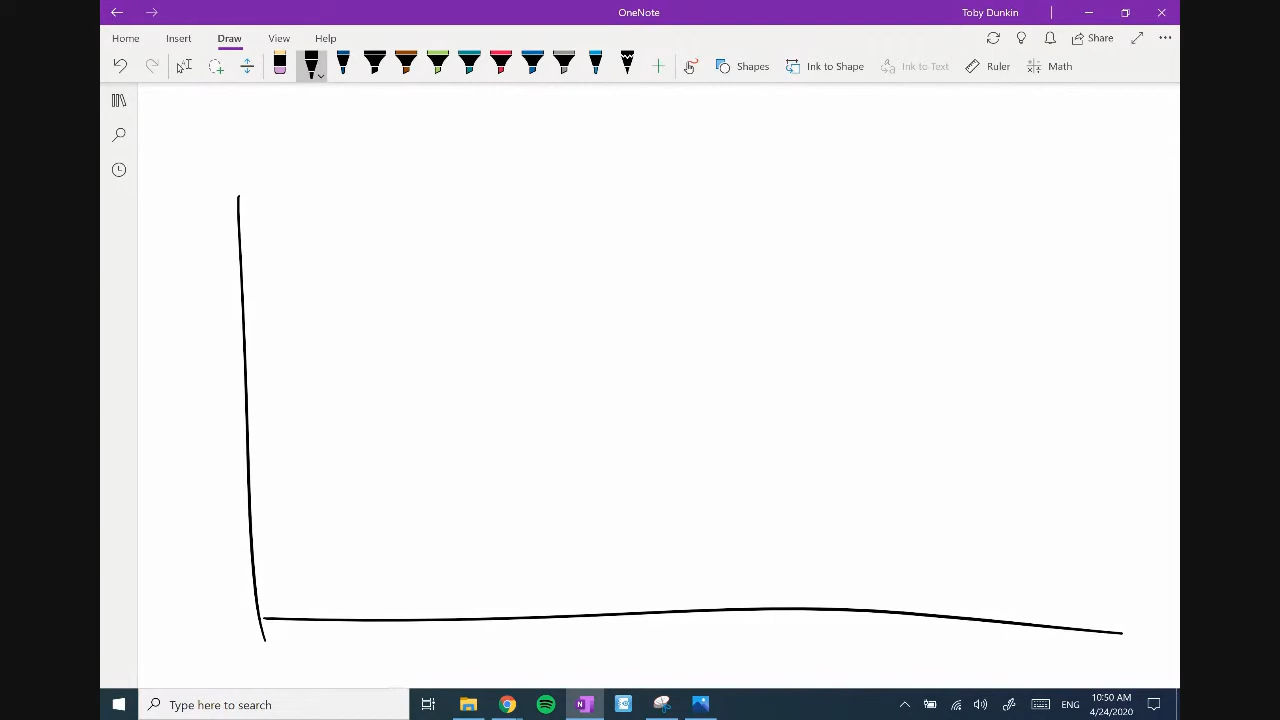 OneNote
Toby Dunkin
Home Insert Draw View Help
Share
Shapes Ink to Shape Ink to Text Ruler Math
Type here to search
ENG
10:50 AM
4/24/2020